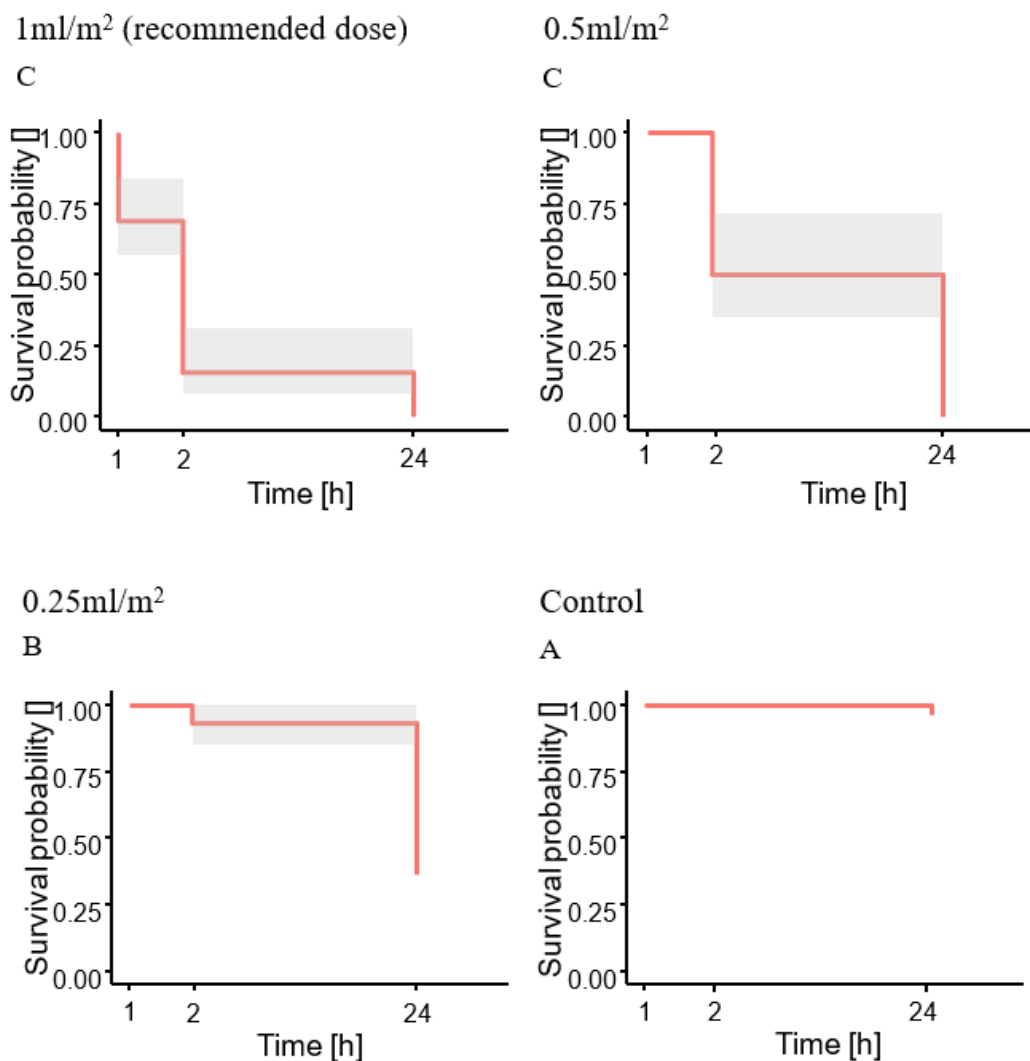 1ml/m² (recommended dose)
C
Survival probability []
1.00
0.75
0.50
0.25
0.00
1 2 24
Time [h]
0.5ml/m²
C
Survival probability []
1.00
0.75
0.50
0.25
0.00
1 2 24
Time [h]
0.25ml/m²
B
Survival probability []
1.00
0.75
0.50
0.25
0.00
1 2 24
Time [h]
Control
A
Survival probability []
1.00
0.75
0.50
0.25
0.00
1 2 24
Time [h]